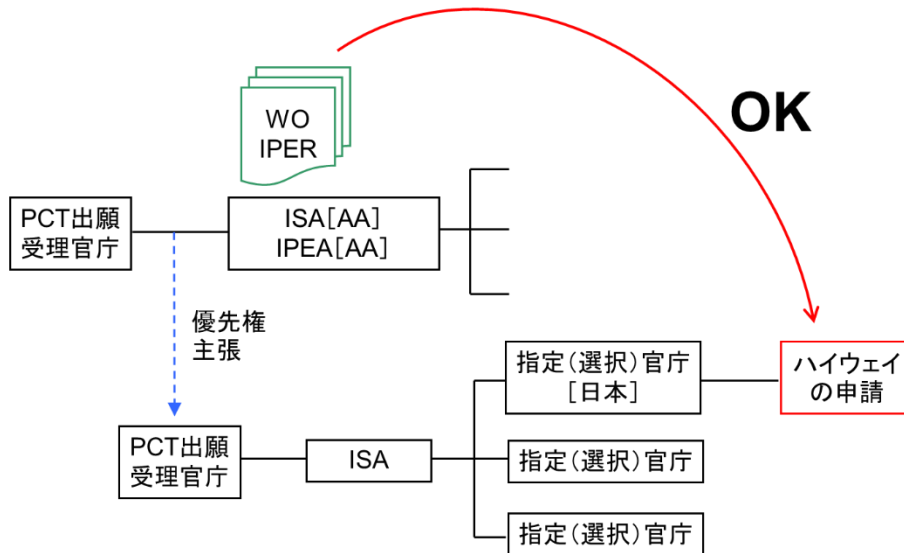 WO
IPER
OK
PCT出願
受理官庁
ISA[AA]
IPEA[AA]
優先権
主張
指定(選択)官庁
[日本]
ハイウェイ
の申請
PCT出願
受理官庁
ISA
指定(選択)官庁
指定(選択)官庁